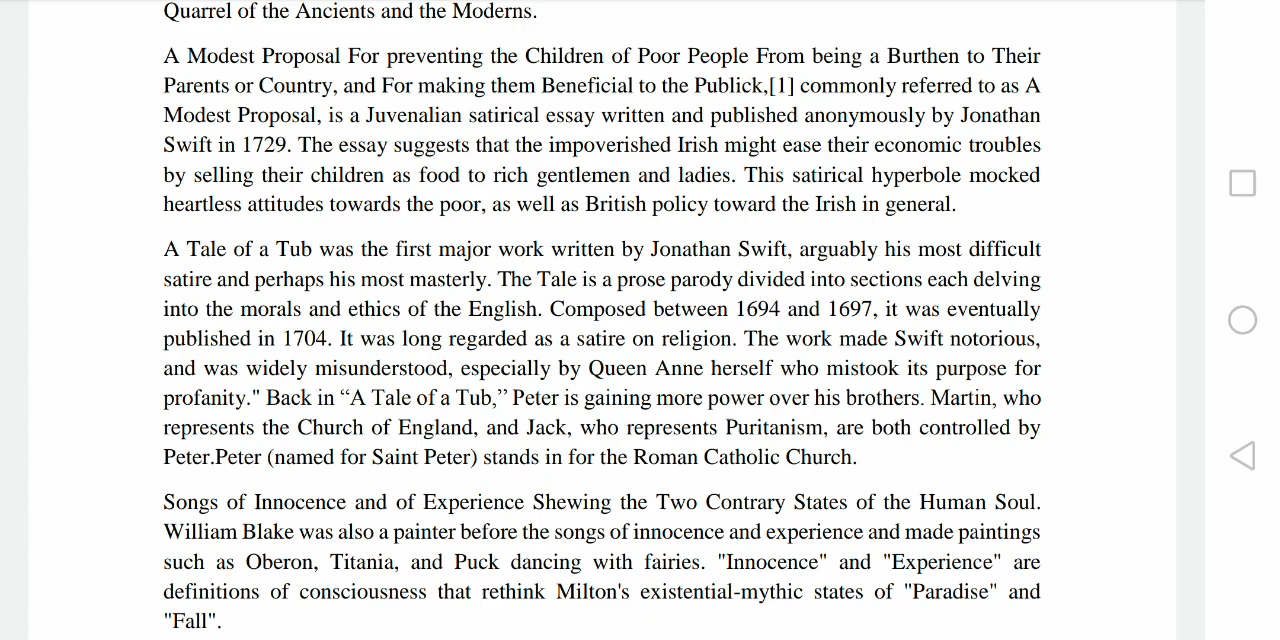 Quarrel of the Ancients and the Moderns.
A Modest Proposal For preventing the Children of Poor People From being a Burthen to Their
Parents or Country, and For making them Beneficial to the Publick,[1] commonly referred to as A
Modest Proposal, is a Juvenalian satirical essay written and published anonymously by Jonathan
Swift in 1729. The essay suggests that the impoverished Irish might ease their economic troubles
by selling their children as food to rich gentlemen and ladies. This satirical hyperbole mocked
heartless attitudes towards the poor, as well as British policy toward the Irish in general.
A Tale of a Tub was the first major work written by Jonathan Swift, arguably his most difficult
satire and perhaps his most masterly. The Tale is a prose parody divided into sections each delving
into the morals and ethics of the English. Composed between 1694 and 1697, it was eventually
published in 1704. It was long regarded as a satire on religion. The work made Swift notorious,
and was widely misunderstood, especially by Queen Anne herself who mistook its purpose for
profanity." Back in “A Tale of a Tub,” Peter is gaining more power over his brothers. Martin, who
represents the Church of England, and Jack, who represents Puritanism, are both controlled by
Peter.Peter (named for Saint Peter) stands in for the Roman Catholic Church.
Songs of Innocence and of Experience Shewing the Two Contrary States of the Human Soul.
William Blake was also a painter before the songs of innocence and experience and made paintings
such as Oberon, Titania, and Puck dancing with fairies. "Innocence" and "Experience" are
definitions of consciousness that rethink Milton's existential-mythic states of "Paradise" and
"Fall".